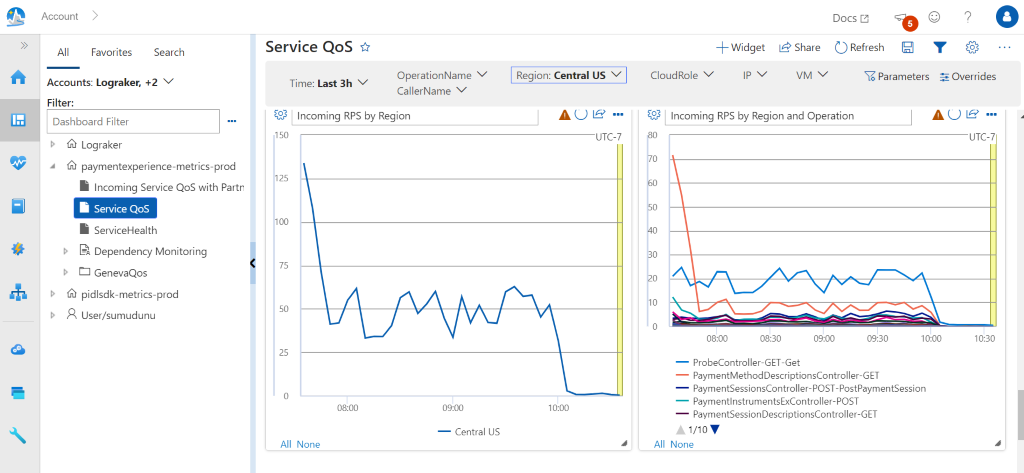 Account
Docs
5
?
All
Favorites
Search
Accounts: Lograker, +2
Filter:
Dashboard Filter
Lograker
paymentexperience-metrics-prod
Incoming Service QoS with Partn
Service QoS
ServiceHealth
Dependency Monitoring
GenevaQos
pidlsdk-metrics-prod
User/sumudunu
Service QoS
Widget
Share
Refresh
Time: Last 3h
OperationName
Region: Central US
CloudRole
IP
VM
CallerName
Parameters
Overrides
Incoming RPS by Region
UTC-7
150
125
100
75
50
25
0
08:00
09:00
10:00
Central US
All None
Incoming RPS by Region and Operation
UTC-7
80
70
60
50
40
30
20
10
0
08:00
08:30
09:00
09:30
10:00
10:30
ProbeController-GET-Get
PaymentMethodDescriptionsController-GET
PaymentSessionsController-POST-PostPaymentSession
PaymentInstrumentsExController-POST
PaymentSessionDescriptionsController-GET
1/10
All None